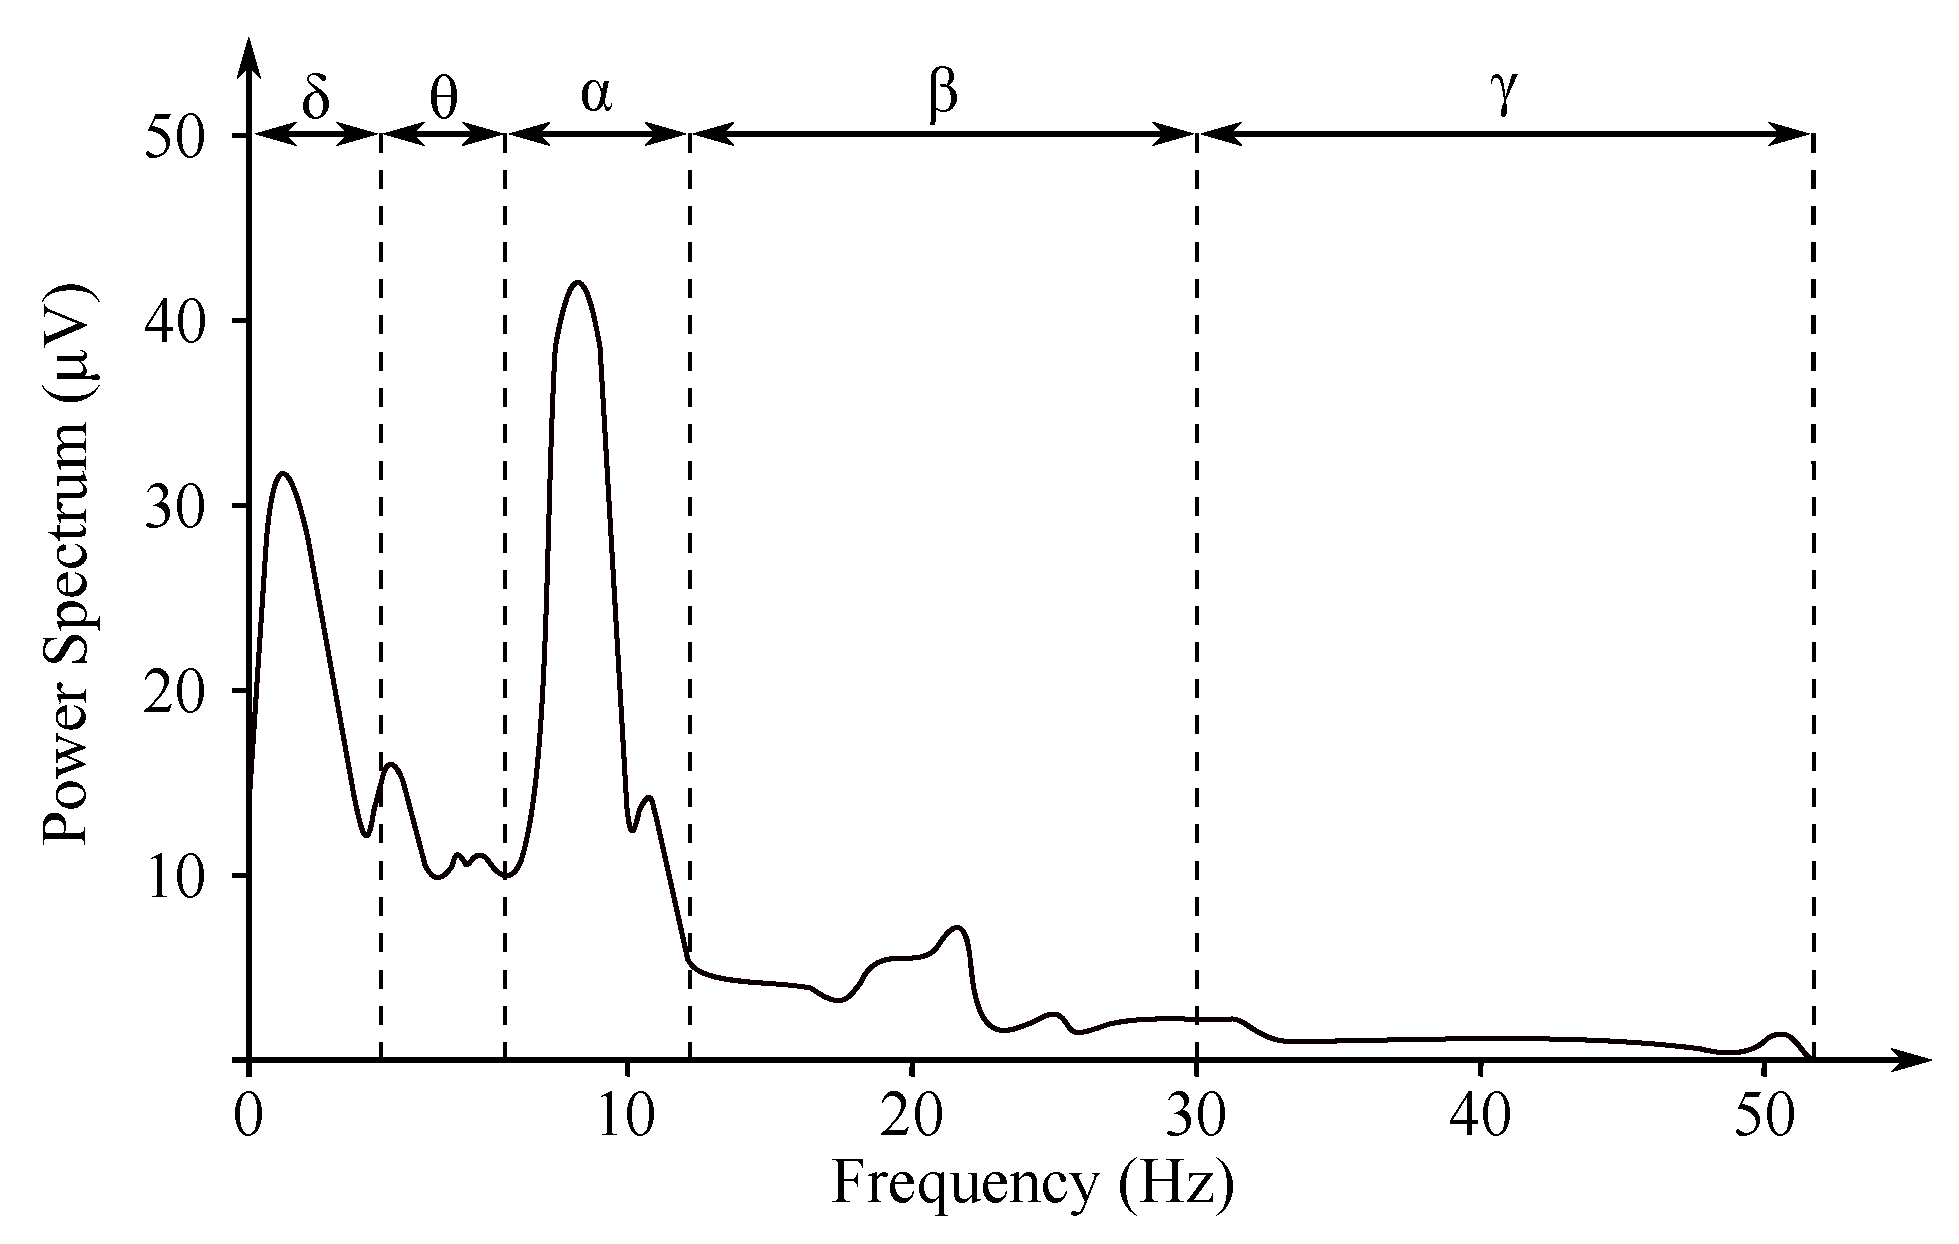 δ θ α β γ
50
40
30
20
10
Power Spectrum (μV)
0 10 20 30 40 50
Frequency (Hz)